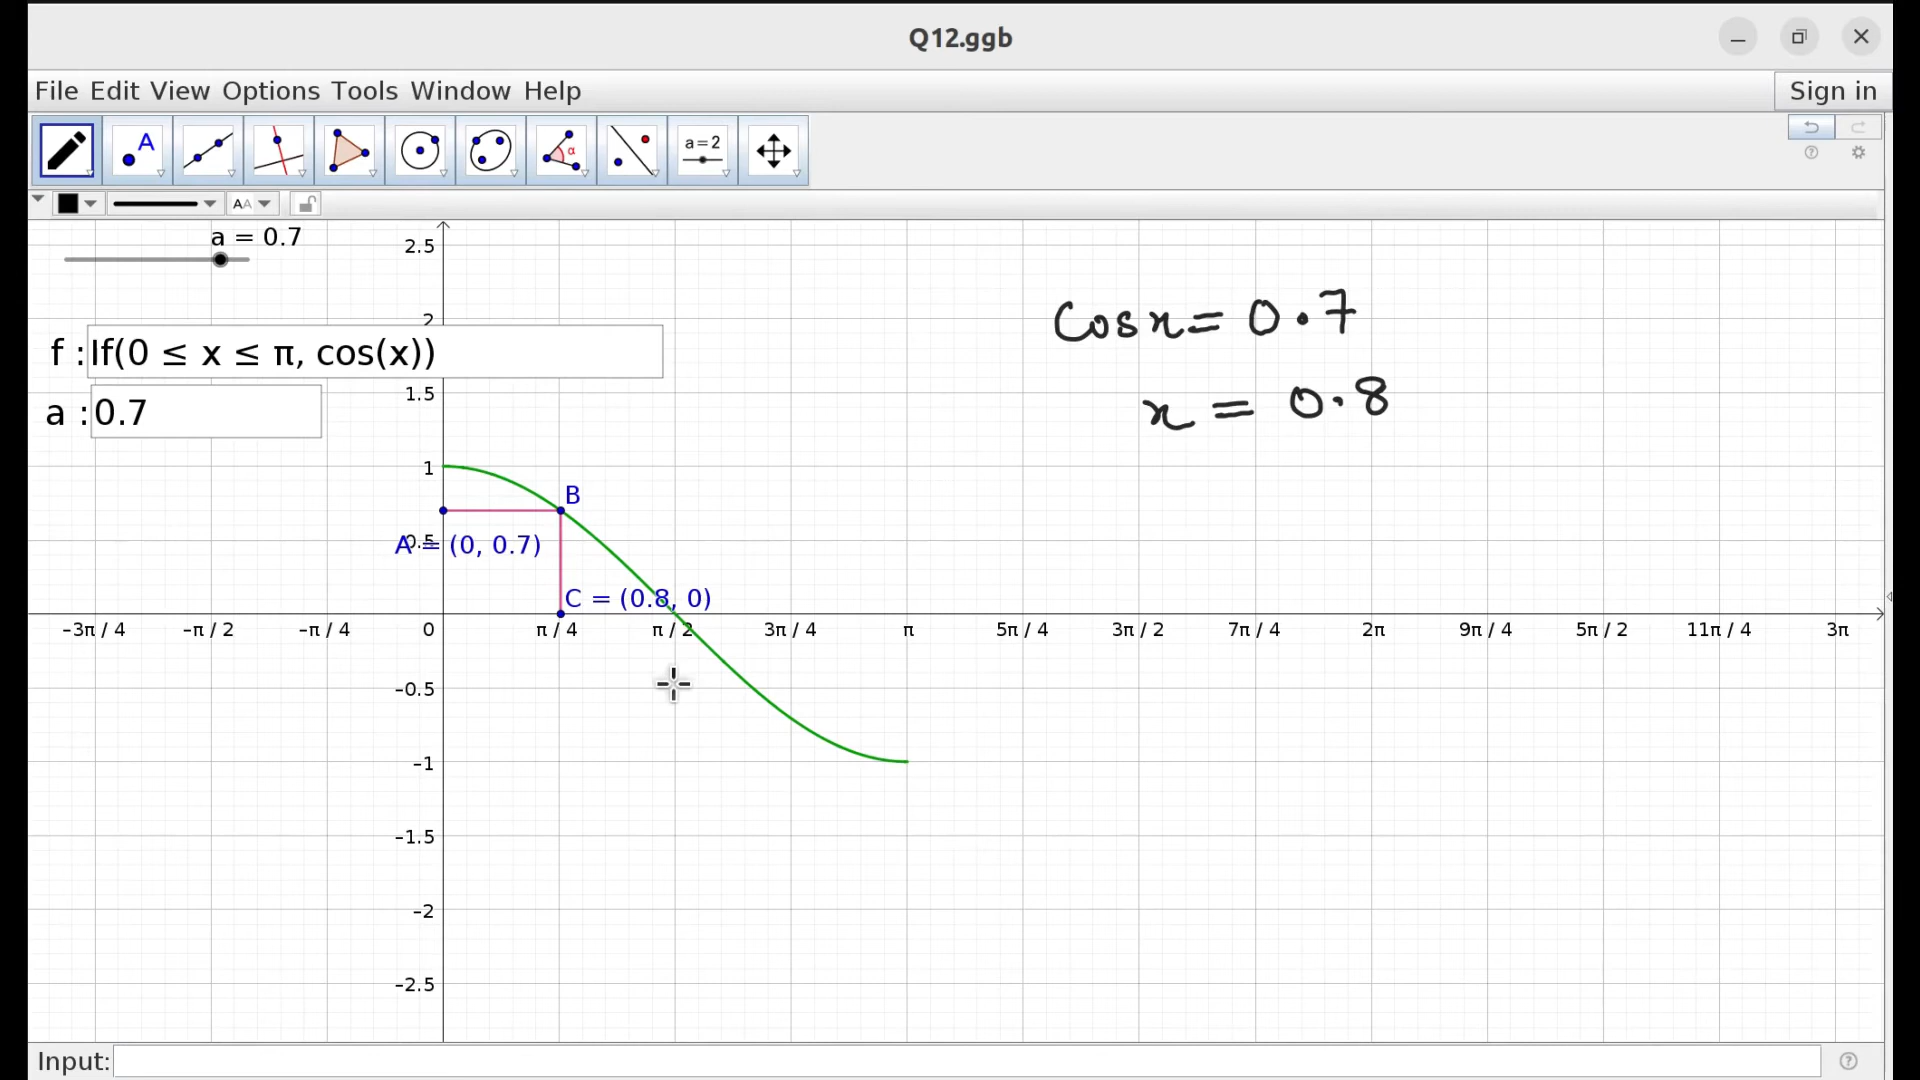 Q12.ggb
File Edit View Options Tools Window Help
Sign in
A
α
a=2
AA
a = 0.7
f : If(0 ≤ x ≤ π, cos(x))
a : 0.7
cos x = 0.7
x = 0.8
2.5
2
1.5
1
0.5
B
A = (0, 0.7)
C = (0.8, 0)
-3π / 4 -π / 2 -π / 4 0 π / 4 π / 2 3π / 4 π 5π / 4 3π / 2 7π / 4 2π 9π / 4 5π / 2 11π / 4 3π
-0.5
-1
-1.5
-2
-2.5
Input: